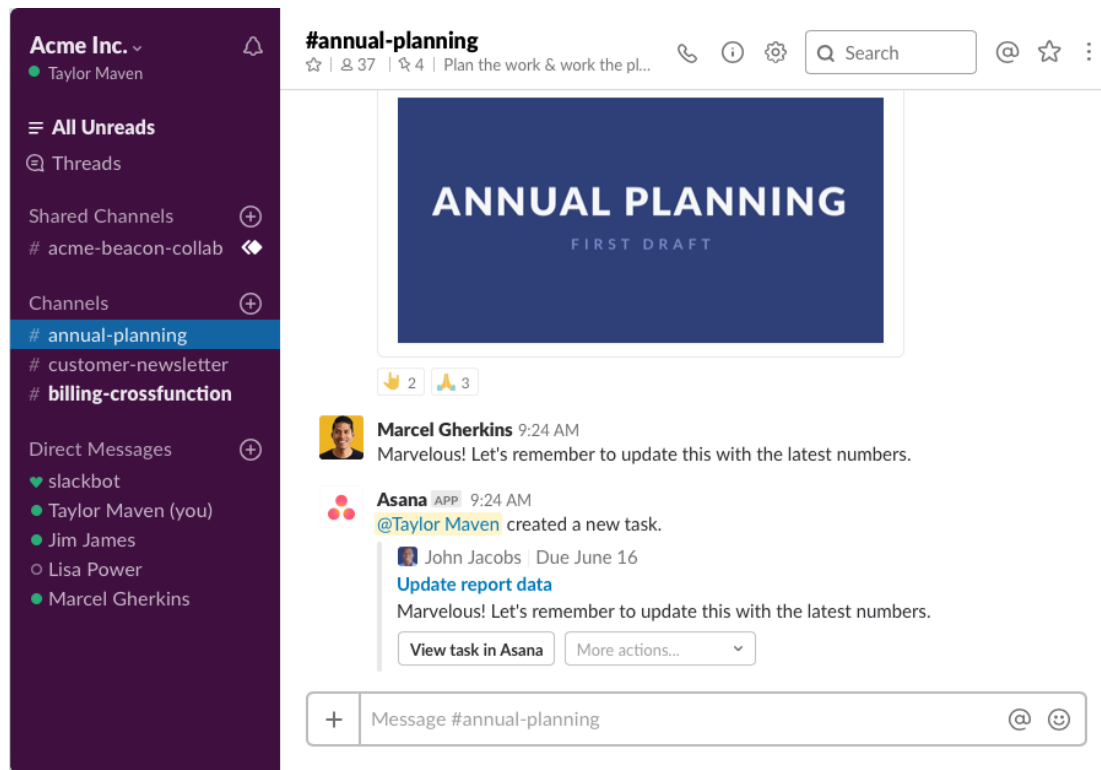 Acme Inc.
Taylor Maven
All Unreads
Threads
Shared Channels
# acme-beacon-collab
Channels
# annual-planning
# customer-newsletter
# billing-crossfunction
Direct Messages
slackbot
Taylor Maven (you)
Jim James
Lisa Power
Marcel Gherkins
#annual-planning
37 | 4 | Plan the work & work the pl...
Search
ANNUAL PLANNING
FIRST DRAFT
2 3
Marcel Gherkins 9:24 AM
Marvelous! Let's remember to update this with the latest numbers.
Asana APP 9:24 AM
@Taylor Maven created a new task.
John Jacobs | Due June 16
Update report data
Marvelous! Let's remember to update this with the latest numbers.
View task in Asana More actions...
Message #annual-planning